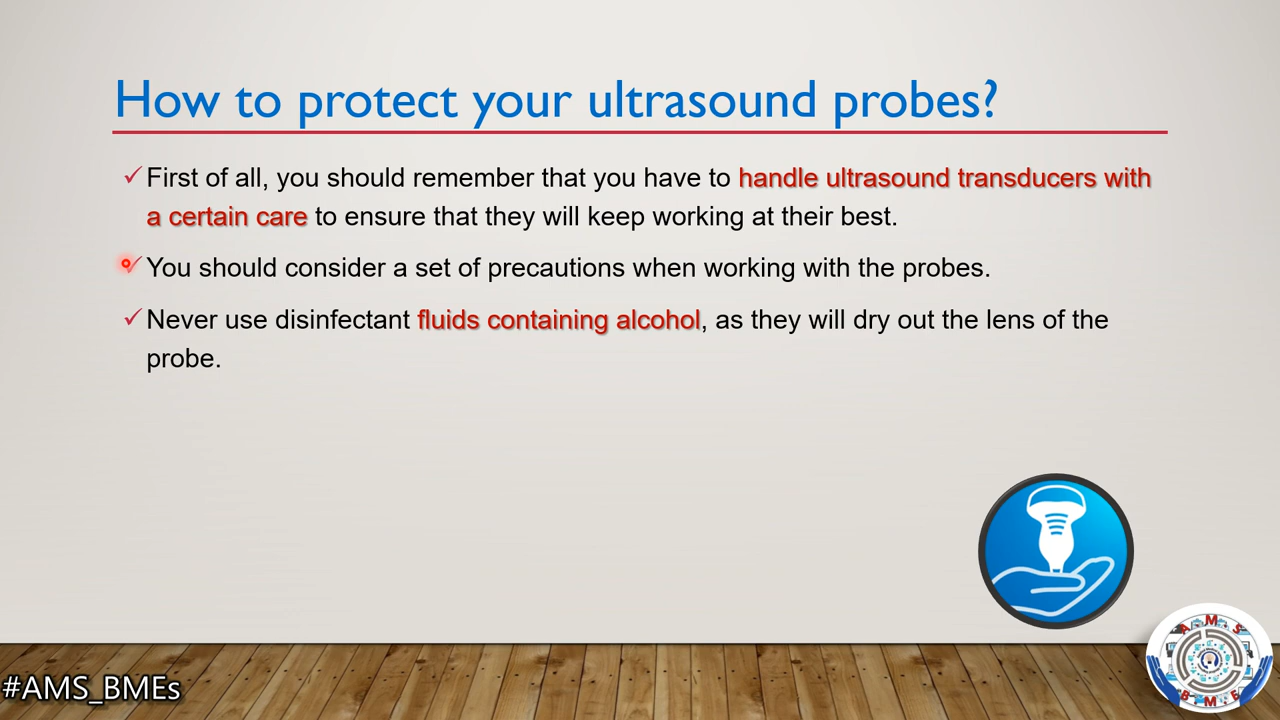 How to protect your ultrasound probes?
First of all, you should remember that you have to handle ultrasound transducers with
a certain care to ensure that they will keep working at their best.
You should consider a set of precautions when working with the probes.
Never use disinfectant fluids containing alcohol, as they will dry out the lens of the
probe.
A M S
B M E
#AMS_BMEs